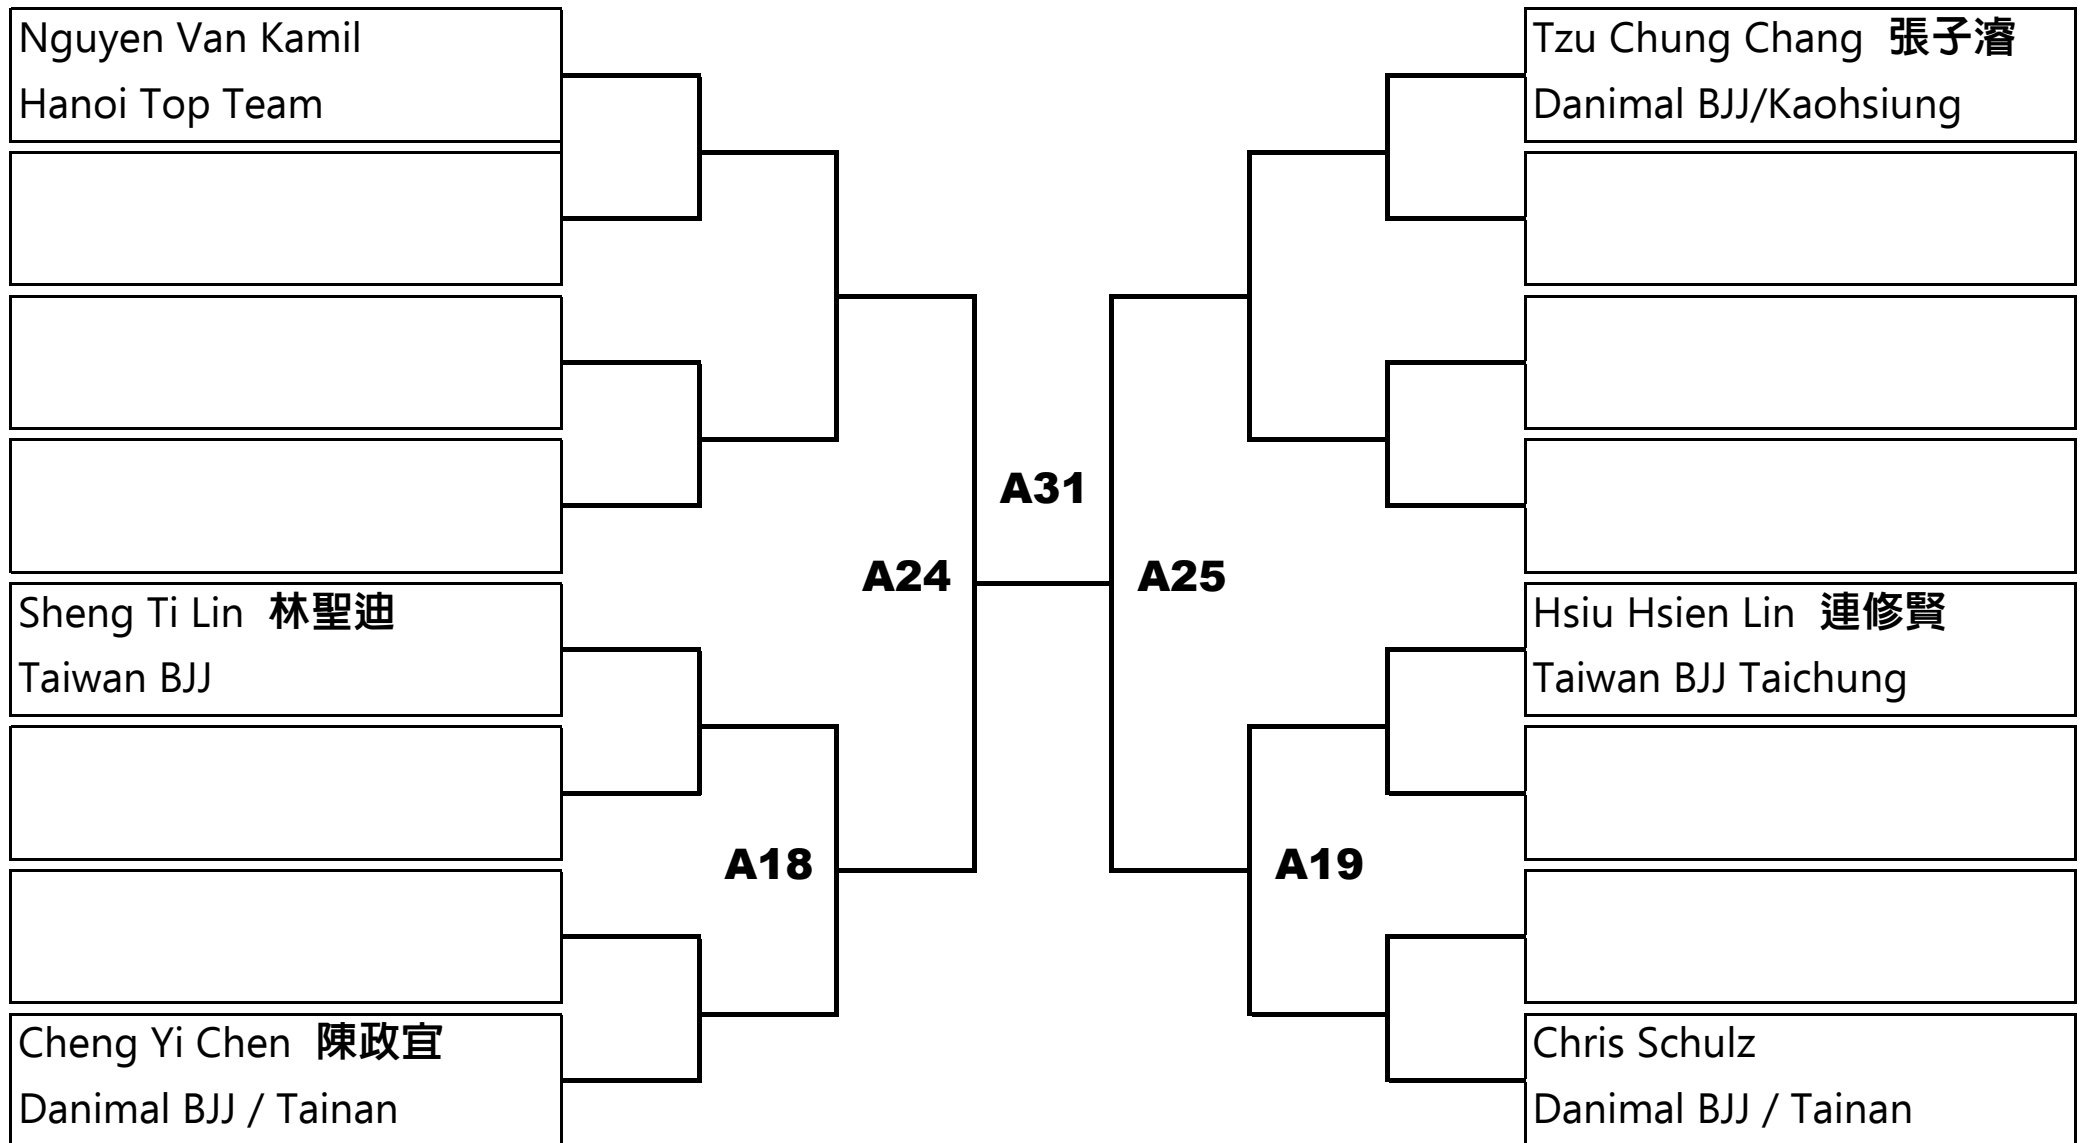 Nguyen Van Kamil
Hanoi Top Team
Sheng Ti Lin 林聖迪
Taiwan BJJ
Cheng Yi Chen 陳政宜
Danimal BJJ / Tainan
A18
A24
A31
A25
A19
Tzu Chung Chang 張子濬
Danimal BJJ/Kaohsiung
Hsiu Hsien Lin 連修賢
Taiwan BJJ Taichung
Chris Schulz
Danimal BJJ / Tainan